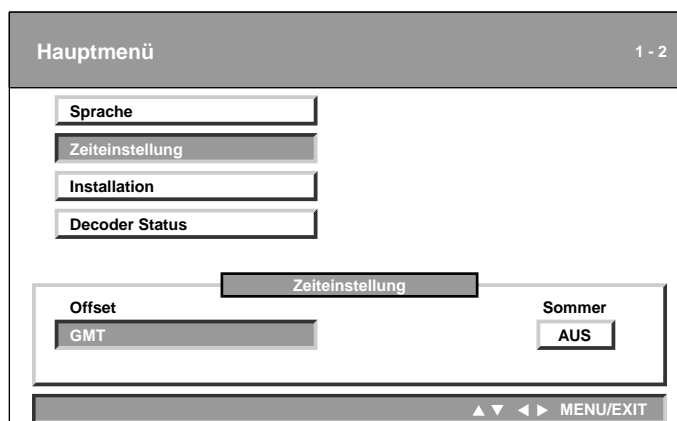 Hauptmenü 1 - 2
Sprache
Zeiteinstellung
Installation
Decoder Status
Zeiteinstellung
Offset Sommer
GMT AUS
▲▼ ◀▶ MENU/EXIT